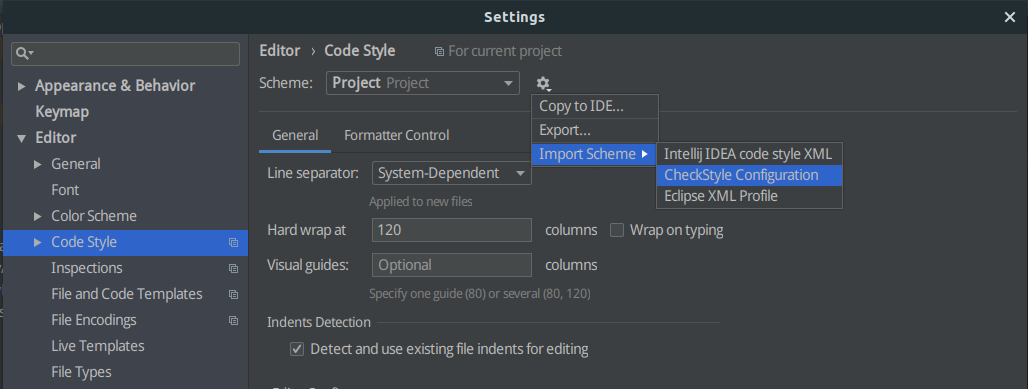 Settings
Editor › Code Style For current project
Scheme: Project Project
Appearance & Behavior
Keymap
Editor
General
Font
Color Scheme
Code Style
Inspections
File and Code Templates
File Encodings
Live Templates
File Types
Copy to IDE...
Export...
Import Scheme
Intellij IDEA code style XML
CheckStyle Configuration
Eclipse XML Profile
General Formatter Control
Line separator: System-Dependent
Applied to new files
Hard wrap at 120 columns Wrap on typing
Visual guides: Optional columns
Specify one guide (80) or several (80, 120)
Indents Detection
Detect and use existing file indents for editing